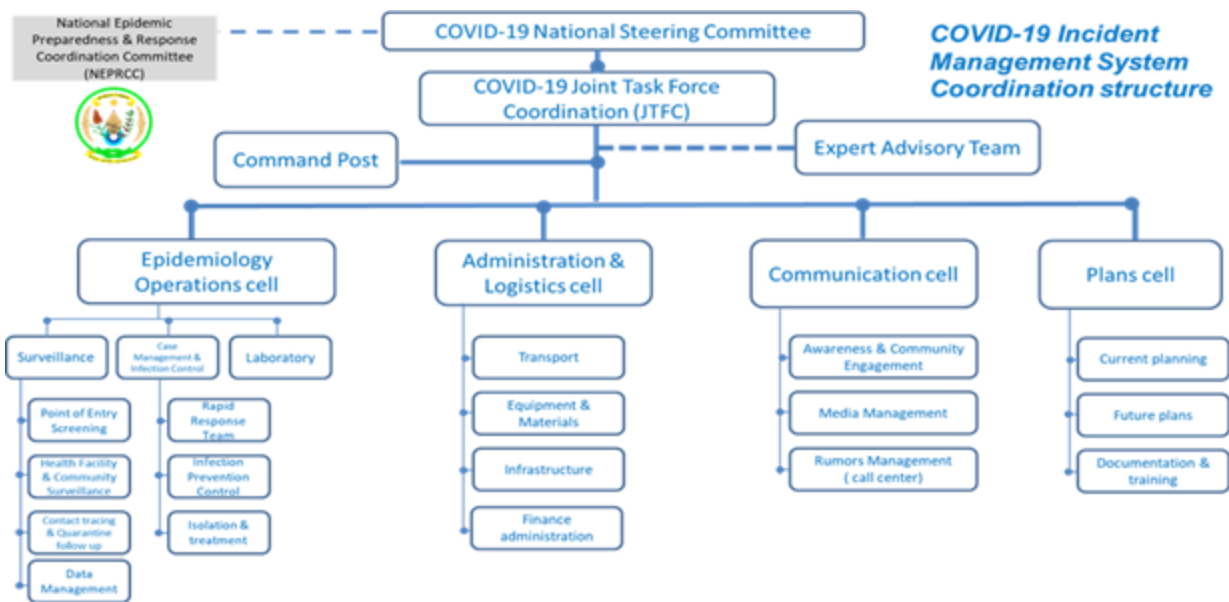 National Epidemic
Preparedness & Response
Coordination Committee
(NEPRCC)
COVID-19 National Steering Committee
COVID-19 Incident
Management System
Coordination structure
COVID-19 Joint Task Force
Coordination (JTFC)
Command Post
Expert Advisory Team
Epidemiology
Operations cell
Administration &
Logistics cell
Communication cell
Plans cell
Surveillance
Case
Management &
Infection Control
Laboratory
Point of Entry
Screening
Health Facility
& Community
Surveillance
Contact tracing
& Quarantine
follow up
Data
Management
Rapid
Response
Team
Infection
Prevention
Control
Isolation &
treatment
Transport
Equipment &
Materials
Infrastructure
Finance
administration
Awareness & Community
Engagement
Media Management
Rumors Management
( call center)
Current planning
Future plans
Documentation &
training